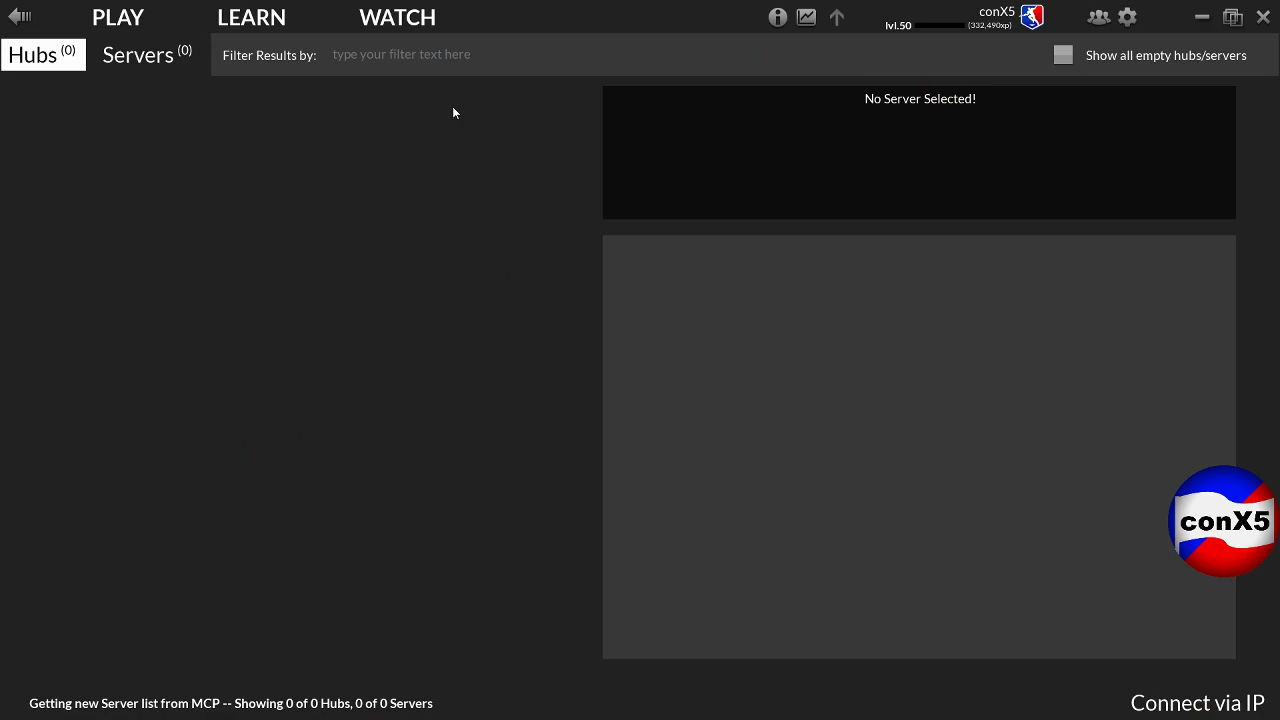 PLAY LEARN WATCH conX5
lvl.50 (332,490xp)
Hubs (0) Servers (0) Filter Results by: type your filter text here Show all empty hubs/servers
No Server Selected!
conX5
Getting new Server list from MCP -- Showing 0 of 0 Hubs, 0 of 0 Servers Connect via IP